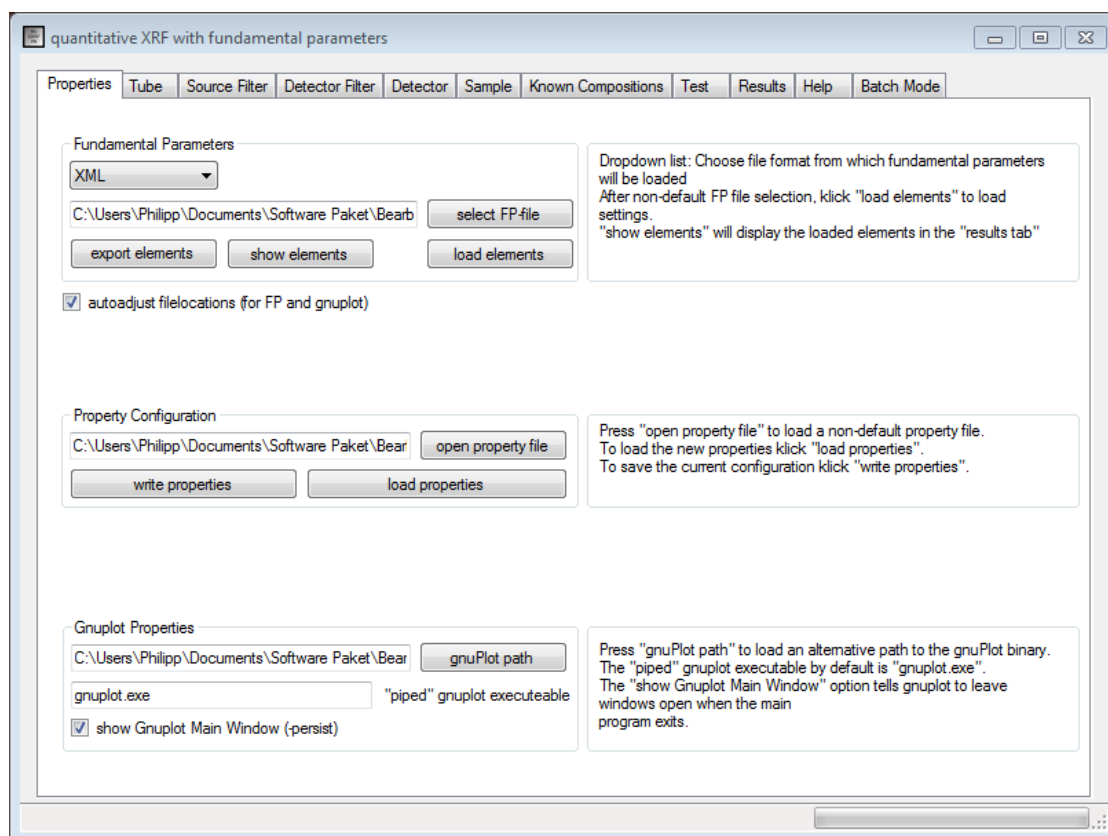 quantitative XRF with fundamental parameters
Properties Tube Source Filter Detector Filter Detector Sample Known Compositions Test Results Help Batch Mode
Fundamental Parameters
XML
C:\Users\Philipp\Documents\Software Paket\Bearb
select FP-file
export elements
show elements
load elements
Dropdown list: Choose file format from which fundamental parameters
will be loaded
After non-default FP file selection, klick "load elements" to load
settings.
"show elements" will display the loaded elements in the "results tab"
autoadjust filelocations (for FP and gnuplot)
Property Configuration
C:\Users\Philipp\Documents\Software Paket\Bear
open property file
write properties
load properties
Press "open property file" to load a non-default property file.
To load the new properties klick "load properties".
To save the current configuration klick "write properties".
Gnuplot Properties
C:\Users\Philipp\Documents\Software Paket\Bear
gnuPlot path
gnuplot.exe
"piped" gnuplot executeable
show Gnuplot Main Window (-persist)
Press "gnuPlot path" to load an alternative path to the gnuPlot binary.
The "piped" gnuplot executable by default is "gnuplot.exe".
The "show Gnuplot Main Window" option tells gnuplot to leave
windows open when the main
program exits.